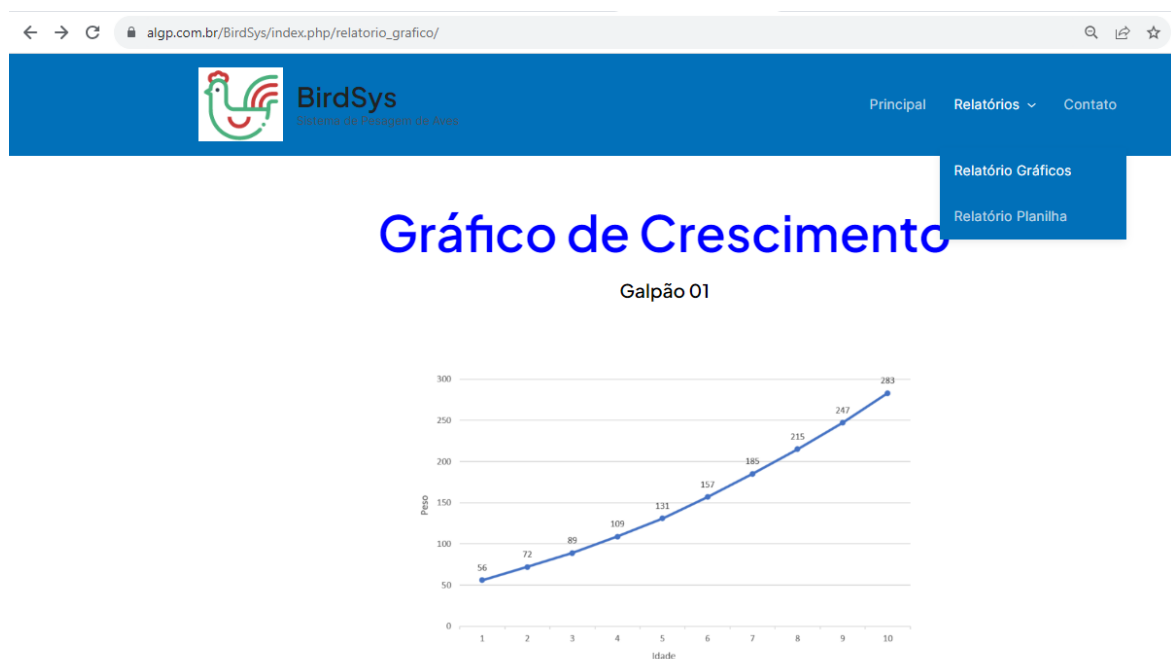 algp.com.br/BirdSys/index.php/relatorio_grafico/
BirdSys
Sistema de Pesagem de Aves
Principal
Relatórios
Contato
Relatório Gráficos
Relatório Planilha
Gráfico de Crescimento
Galpão 01
300
250
200
150
100
50
0
Peso
56
72
89
109
131
157
185
215
247
283
1 2 3 4 5 6 7 8 9 10
Idade